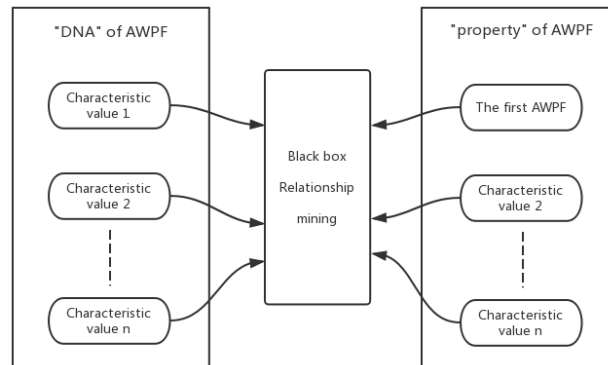 "DNA" of AWPF
Characteristic
value 1
Characteristic
value 2
Characteristic
value n
Black box
Relationship
mining
"property" of AWPF
The first AWPF
Characteristic
value 2
Characteristic
value n